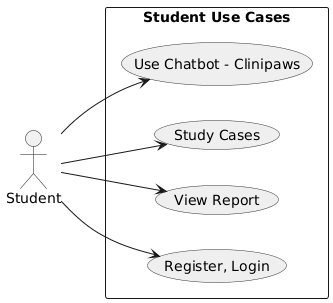 Student Use Cases
Use Chatbot - Clinipaws
Study Cases
Student
View Report
Register, Login